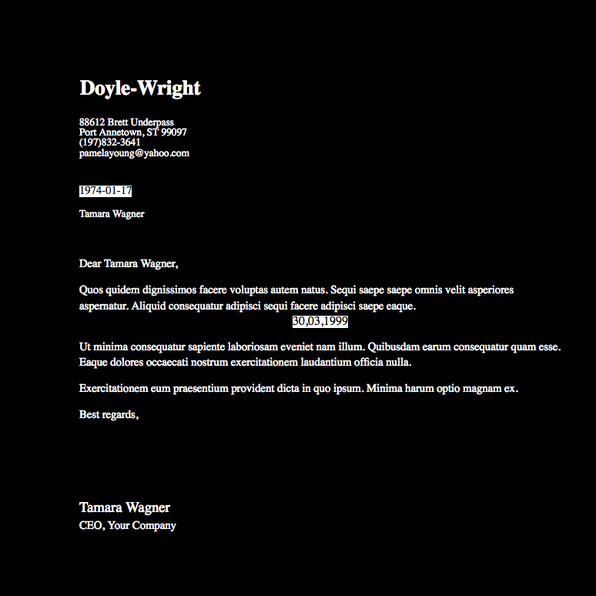 Doyle-Wright
88612 Brett Underpass
Port Annetown, ST 99097
(197)832-3641
pamelayoung@yahoo.com
1974-01-17
Tamara Wagner
Dear Tamara Wagner,
Quos quidem dignissimos facere voluptas autem natus. Sequi saepe saepe omnis velit asperiores
aspernatur. Aliquid consequatur adipisci sequi facere adipisci saepe eaque.
30,03,1999
Ut minima consequatur sapiente laboriosam eveniet nam illum. Quibusdam earum consequatur quam esse.
Eaque dolores occaecati nostrum exercitationem laudantium officia nulla.
Exercitationem eum praesentium provident dicta in quo ipsum. Minima harum optio magnam ex.
Best regards,
Tamara Wagner
CEO, Your Company